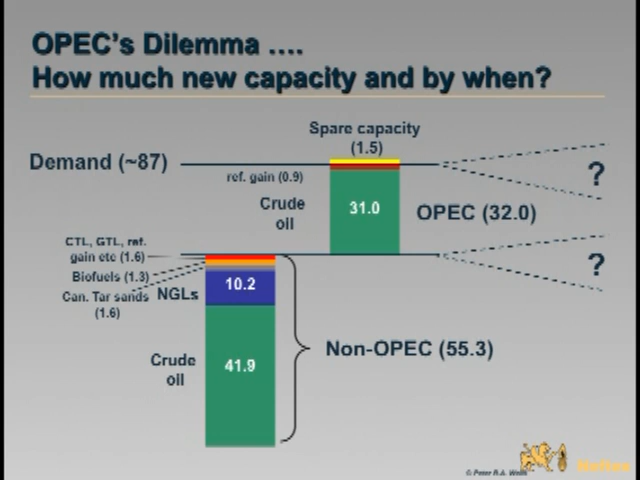 OPEC's Dilemma ....
How much new capacity and by when?
Spare capacity
(1.5)
Demand (~87)
ref. gain (0.9)
?
Crude
oil
31.0
OPEC (32.0)
CTL, GTL, ref.
gain etc (1.6)
?
Biofuels (1.3)
Can. Tar sands
(1.6)
NGLs
10.2
Non-OPEC (55.3)
Crude
oil
41.9
© Peter R.A.